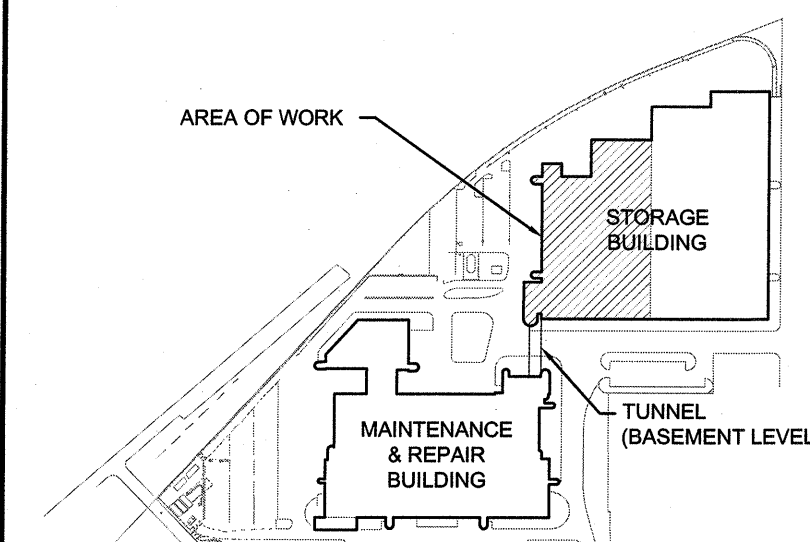 AREA OF WORK
STORAGE
BUILDING
TUNNEL
(BASEMENT LEVEL
MAINTENANCE
& REPAIR
BUILDING